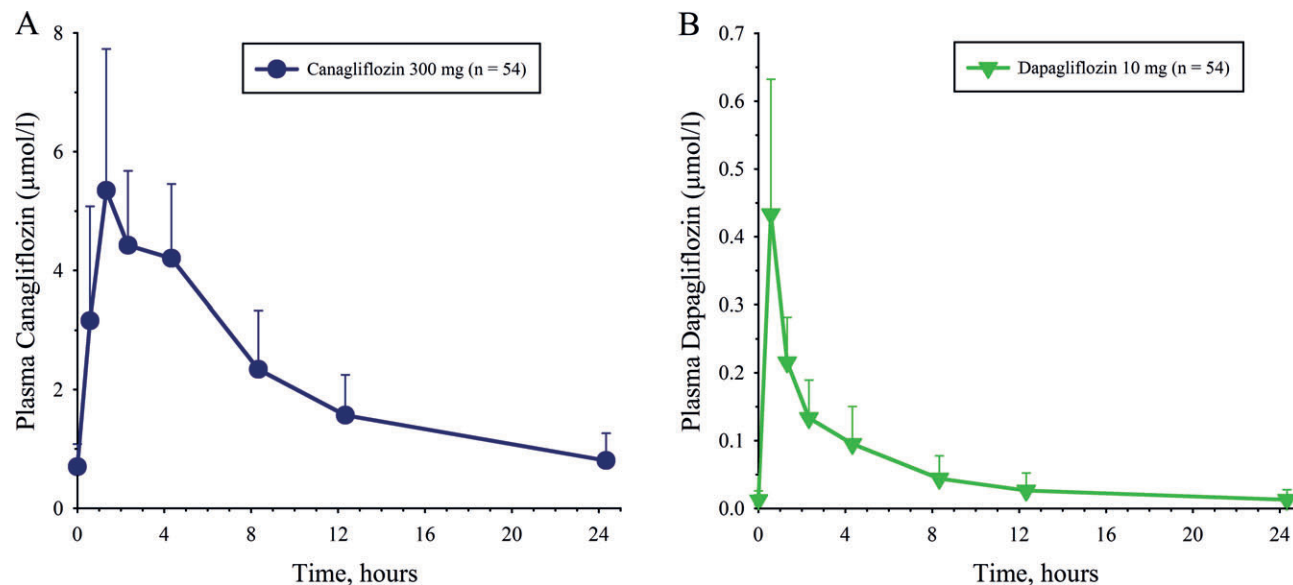 A
Canagliflozin 300 mg (n = 54)
Plasma Canagliflozin (µmol/l)
8
6
4
2
0
0 4 8 12 16 20 24
Time, hours
B
Dapagliflozin 10 mg (n = 54)
Plasma Dapagliflozin (µmol/l)
0.7
0.6
0.5
0.4
0.3
0.2
0.1
0.0
0 4 8 12 16 20 24
Time, hours